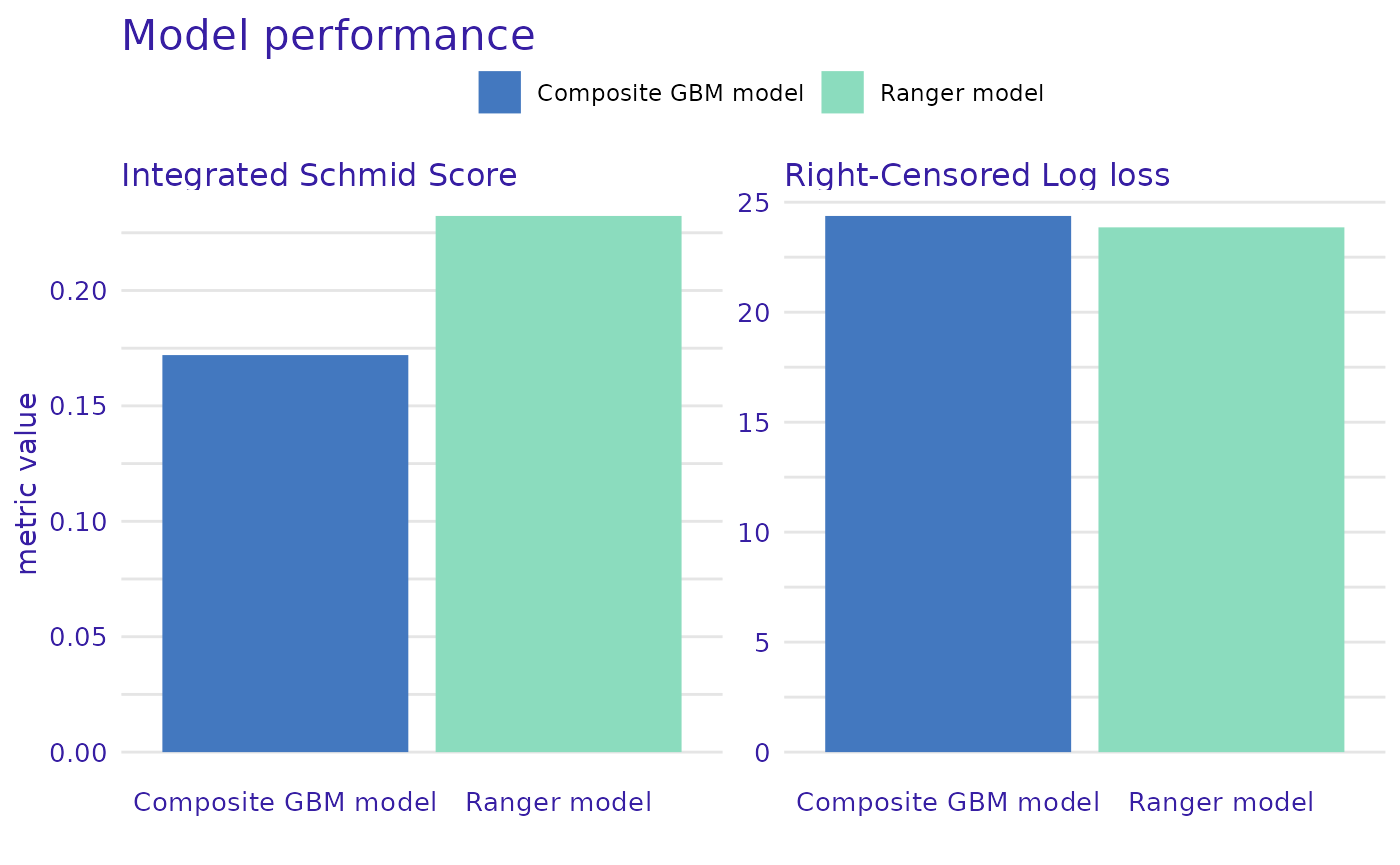 Model performance
Composite GBM model
Ranger model
Integrated Schmid Score
Right-Censored Log loss
metric value
0.20
0.15
0.10
0.05
0.00
25
20
15
10
5
0
Composite GBM model
Ranger model
Composite GBM model
Ranger model